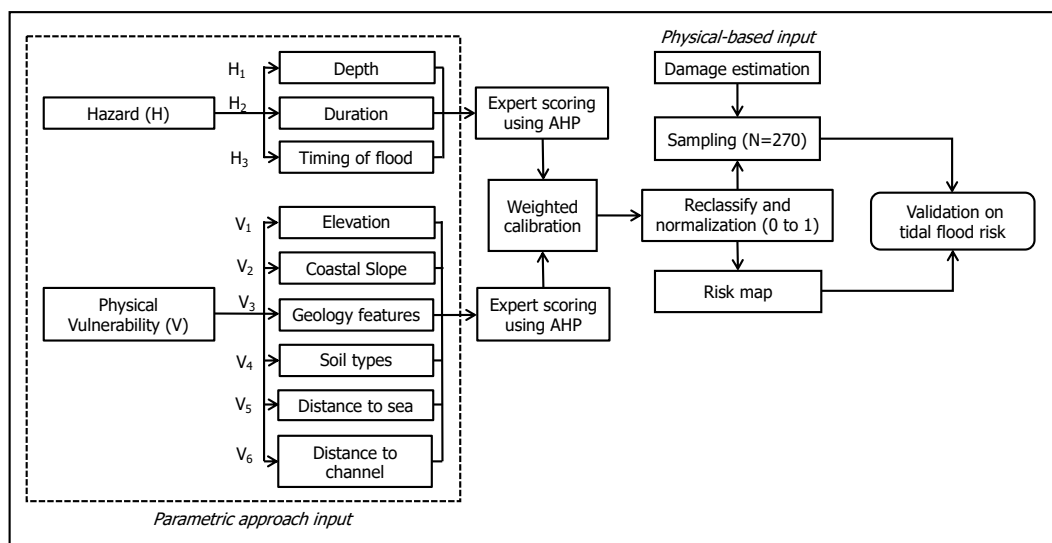 Physical-based input
Damage estimation
H1
Depth
Hazard (H)
H2
Duration
H3
Timing of flood
Expert scoring
using AHP
Sampling (N=270)
Weighted
calibration
Reclassify and
normalization (0 to 1)
Validation on
tidal flood risk
Risk map
V1
Elevation
V2
Coastal Slope
Physical
Vulnerability (V)
V3
Geology features
Expert scoring
using AHP
V4
Soil types
V5
Distance to sea
V6
Distance to
channel
Parametric approach input